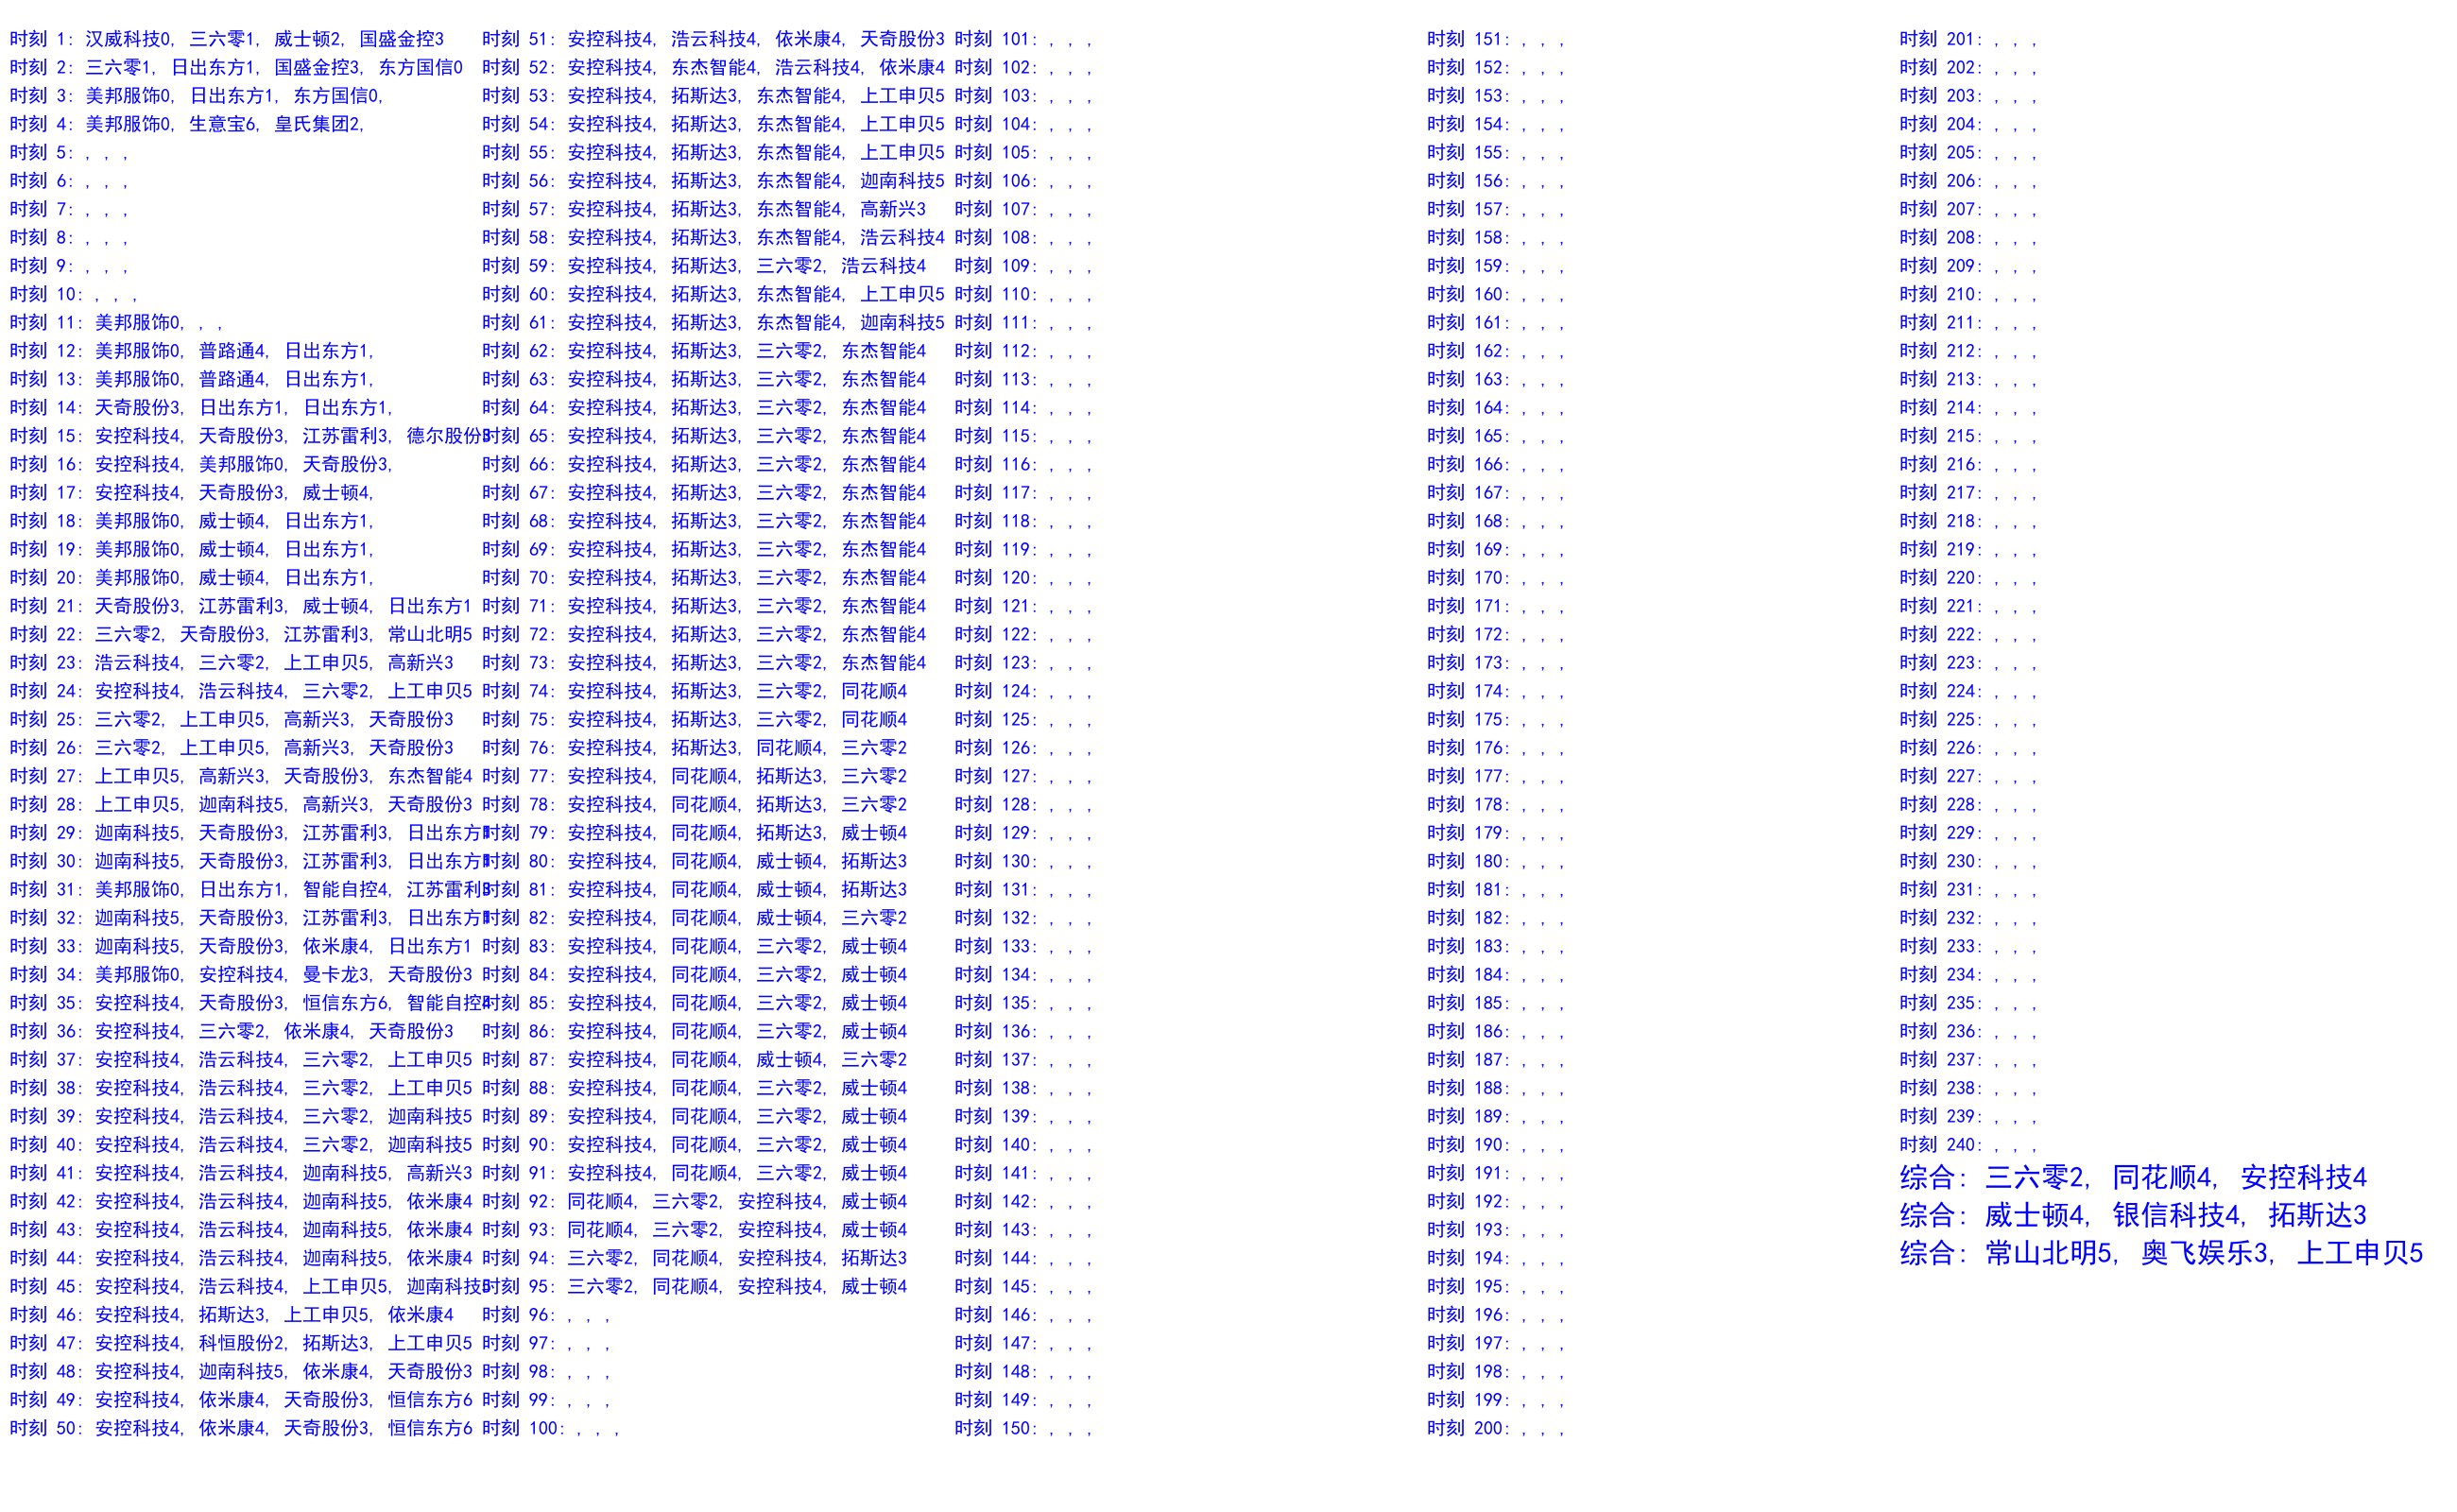 时刻 1: 汉威科技0, 三六零1, 威士顿2, 国盛金控3
时刻 2: 三六零1, 日出东方1, 国盛金控3, 东方国信0
时刻 3: 美邦服饰0, 日出东方1, 东方国信0,
时刻 4: 美邦服饰0, 生意宝6, 皇氏集团2,
时刻 5: , , ,
时刻 6: , , ,
时刻 7: , , ,
时刻 8: , , ,
时刻 9: , , ,
时刻 10: , , ,
时刻 11: 美邦服饰0, , ,
时刻 12: 美邦服饰0, 普路通4, 日出东方1,
时刻 13: 美邦服饰0, 普路通4, 日出东方1,
时刻 14: 天奇股份3, 日出东方1, 日出东方1,
时刻 15: 安控科技4, 天奇股份3, 江苏雷利3, 德尔股份3
时刻 16: 安控科技4, 美邦服饰0, 天奇股份3,
时刻 17: 安控科技4, 天奇股份3, 威士顿4,
时刻 18: 美邦服饰0, 威士顿4, 日出东方1,
时刻 19: 美邦服饰0, 威士顿4, 日出东方1,
时刻 20: 美邦服饰0, 威士顿4, 日出东方1,
时刻 21: 天奇股份3, 江苏雷利3, 威士顿4, 日出东方1
时刻 22: 三六零2, 天奇股份3, 江苏雷利3, 常山北明5
时刻 23: 浩云科技4, 三六零2, 上工申贝5, 高新兴3
时刻 24: 安控科技4, 浩云科技4, 三六零2, 上工申贝5
时刻 25: 三六零2, 上工申贝5, 高新兴3, 天奇股份3
时刻 26: 三六零2, 上工申贝5, 高新兴3, 天奇股份3
时刻 27: 上工申贝5, 高新兴3, 天奇股份3, 东杰智能4
时刻 28: 上工申贝5, 迦南科技5, 高新兴3, 天奇股份3
时刻 29: 迦南科技5, 天奇股份3, 江苏雷利3, 日出东方1
时刻 30: 迦南科技5, 天奇股份3, 江苏雷利3, 日出东方1
时刻 31: 美邦服饰0, 日出东方1, 智能自控4, 江苏雷利3
时刻 32: 迦南科技5, 天奇股份3, 江苏雷利3, 日出东方1
时刻 33: 迦南科技5, 天奇股份3, 依米康4, 日出东方1
时刻 34: 美邦服饰0, 安控科技4, 曼卡龙3, 天奇股份3
时刻 35: 安控科技4, 天奇股份3, 恒信东方6, 智能自控4
时刻 36: 安控科技4, 三六零2, 依米康4, 天奇股份3
时刻 37: 安控科技4, 浩云科技4, 三六零2, 上工申贝5
时刻 38: 安控科技4, 浩云科技4, 三六零2, 上工申贝5
时刻 39: 安控科技4, 浩云科技4, 三六零2, 迦南科技5
时刻 40: 安控科技4, 浩云科技4, 三六零2, 迦南科技5
时刻 41: 安控科技4, 浩云科技4, 迦南科技5, 高新兴3
时刻 42: 安控科技4, 浩云科技4, 迦南科技5, 依米康4
时刻 43: 安控科技4, 浩云科技4, 迦南科技5, 依米康4
时刻 44: 安控科技4, 浩云科技4, 迦南科技5, 依米康4
时刻 45: 安控科技4, 浩云科技4, 上工申贝5, 迦南科技5
时刻 46: 安控科技4, 拓斯达3, 上工申贝5, 依米康4
时刻 47: 安控科技4, 科恒股份2, 拓斯达3, 上工申贝5
时刻 48: 安控科技4, 迦南科技5, 依米康4, 天奇股份3
时刻 49: 安控科技4, 依米康4, 天奇股份3, 恒信东方6
时刻 50: 安控科技4, 依米康4, 天奇股份3, 恒信东方6
时刻 51: 安控科技4, 浩云科技4, 依米康4, 天奇股份3
时刻 52: 安控科技4, 东杰智能4, 浩云科技4, 依米康4
时刻 53: 安控科技4, 拓斯达3, 东杰智能4, 上工申贝5
时刻 54: 安控科技4, 拓斯达3, 东杰智能4, 上工申贝5
时刻 55: 安控科技4, 拓斯达3, 东杰智能4, 上工申贝5
时刻 56: 安控科技4, 拓斯达3, 东杰智能4, 迦南科技5
时刻 57: 安控科技4, 拓斯达3, 东杰智能4, 高新兴3
时刻 58: 安控科技4, 拓斯达3, 东杰智能4, 浩云科技4
时刻 59: 安控科技4, 拓斯达3, 三六零2, 浩云科技4
时刻 60: 安控科技4, 拓斯达3, 东杰智能4, 上工申贝5
时刻 61: 安控科技4, 拓斯达3, 东杰智能4, 迦南科技5
时刻 62: 安控科技4, 拓斯达3, 三六零2, 东杰智能4
时刻 63: 安控科技4, 拓斯达3, 三六零2, 东杰智能4
时刻 64: 安控科技4, 拓斯达3, 三六零2, 东杰智能4
时刻 65: 安控科技4, 拓斯达3, 三六零2, 东杰智能4
时刻 66: 安控科技4, 拓斯达3, 三六零2, 东杰智能4
时刻 67: 安控科技4, 拓斯达3, 三六零2, 东杰智能4
时刻 68: 安控科技4, 拓斯达3, 三六零2, 东杰智能4
时刻 69: 安控科技4, 拓斯达3, 三六零2, 东杰智能4
时刻 70: 安控科技4, 拓斯达3, 三六零2, 东杰智能4
时刻 71: 安控科技4, 拓斯达3, 三六零2, 东杰智能4
时刻 72: 安控科技4, 拓斯达3, 三六零2, 东杰智能4
时刻 73: 安控科技4, 拓斯达3, 三六零2, 东杰智能4
时刻 74: 安控科技4, 拓斯达3, 三六零2, 同花顺4
时刻 75: 安控科技4, 拓斯达3, 三六零2, 同花顺4
时刻 76: 安控科技4, 拓斯达3, 同花顺4, 三六零2
时刻 77: 安控科技4, 同花顺4, 拓斯达3, 三六零2
时刻 78: 安控科技4, 同花顺4, 拓斯达3, 三六零2
时刻 79: 安控科技4, 同花顺4, 拓斯达3, 威士顿4
时刻 80: 安控科技4, 同花顺4, 威士顿4, 拓斯达3
时刻 81: 安控科技4, 同花顺4, 威士顿4, 拓斯达3
时刻 82: 安控科技4, 同花顺4, 威士顿4, 三六零2
时刻 83: 安控科技4, 同花顺4, 三六零2, 威士顿4
时刻 84: 安控科技4, 同花顺4, 三六零2, 威士顿4
时刻 85: 安控科技4, 同花顺4, 三六零2, 威士顿4
时刻 86: 安控科技4, 同花顺4, 三六零2, 威士顿4
时刻 87: 安控科技4, 同花顺4, 威士顿4, 三六零2
时刻 88: 安控科技4, 同花顺4, 三六零2, 威士顿4
时刻 89: 安控科技4, 同花顺4, 三六零2, 威士顿4
时刻 90: 安控科技4, 同花顺4, 三六零2, 威士顿4
时刻 91: 安控科技4, 同花顺4, 三六零2, 威士顿4
时刻 92: 同花顺4, 三六零2, 安控科技4, 威士顿4
时刻 93: 同花顺4, 三六零2, 安控科技4, 威士顿4
时刻 94: 三六零2, 同花顺4, 安控科技4, 拓斯达3
时刻 95: 三六零2, 同花顺4, 安控科技4, 威士顿4
时刻 96: , , ,
时刻 97: , , ,
时刻 98: , , ,
时刻 99: , , ,
时刻 100: , , ,
时刻 101: , , ,
时刻 102: , , ,
时刻 103: , , ,
时刻 104: , , ,
时刻 105: , , ,
时刻 106: , , ,
时刻 107: , , ,
时刻 108: , , ,
时刻 109: , , ,
时刻 110: , , ,
时刻 111: , , ,
时刻 112: , , ,
时刻 113: , , ,
时刻 114: , , ,
时刻 115: , , ,
时刻 116: , , ,
时刻 117: , , ,
时刻 118: , , ,
时刻 119: , , ,
时刻 120: , , ,
时刻 121: , , ,
时刻 122: , , ,
时刻 123: , , ,
时刻 124: , , ,
时刻 125: , , ,
时刻 126: , , ,
时刻 127: , , ,
时刻 128: , , ,
时刻 129: , , ,
时刻 130: , , ,
时刻 131: , , ,
时刻 132: , , ,
时刻 133: , , ,
时刻 134: , , ,
时刻 135: , , ,
时刻 136: , , ,
时刻 137: , , ,
时刻 138: , , ,
时刻 139: , , ,
时刻 140: , , ,
时刻 141: , , ,
时刻 142: , , ,
时刻 143: , , ,
时刻 144: , , ,
时刻 145: , , ,
时刻 146: , , ,
时刻 147: , , ,
时刻 148: , , ,
时刻 149: , , ,
时刻 150: , , ,
时刻 151: , , ,
时刻 152: , , ,
时刻 153: , , ,
时刻 154: , , ,
时刻 155: , , ,
时刻 156: , , ,
时刻 157: , , ,
时刻 158: , , ,
时刻 159: , , ,
时刻 160: , , ,
时刻 161: , , ,
时刻 162: , , ,
时刻 163: , , ,
时刻 164: , , ,
时刻 165: , , ,
时刻 166: , , ,
时刻 167: , , ,
时刻 168: , , ,
时刻 169: , , ,
时刻 170: , , ,
时刻 171: , , ,
时刻 172: , , ,
时刻 173: , , ,
时刻 174: , , ,
时刻 175: , , ,
时刻 176: , , ,
时刻 177: , , ,
时刻 178: , , ,
时刻 179: , , ,
时刻 180: , , ,
时刻 181: , , ,
时刻 182: , , ,
时刻 183: , , ,
时刻 184: , , ,
时刻 185: , , ,
时刻 186: , , ,
时刻 187: , , ,
时刻 188: , , ,
时刻 189: , , ,
时刻 190: , , ,
时刻 191: , , ,
时刻 192: , , ,
时刻 193: , , ,
时刻 194: , , ,
时刻 195: , , ,
时刻 196: , , ,
时刻 197: , , ,
时刻 198: , , ,
时刻 199: , , ,
时刻 200: , , ,
时刻 201: , , ,
时刻 202: , , ,
时刻 203: , , ,
时刻 204: , , ,
时刻 205: , , ,
时刻 206: , , ,
时刻 207: , , ,
时刻 208: , , ,
时刻 209: , , ,
时刻 210: , , ,
时刻 211: , , ,
时刻 212: , , ,
时刻 213: , , ,
时刻 214: , , ,
时刻 215: , , ,
时刻 216: , , ,
时刻 217: , , ,
时刻 218: , , ,
时刻 219: , , ,
时刻 220: , , ,
时刻 221: , , ,
时刻 222: , , ,
时刻 223: , , ,
时刻 224: , , ,
时刻 225: , , ,
时刻 226: , , ,
时刻 227: , , ,
时刻 228: , , ,
时刻 229: , , ,
时刻 230: , , ,
时刻 231: , , ,
时刻 232: , , ,
时刻 233: , , ,
时刻 234: , , ,
时刻 235: , , ,
时刻 236: , , ,
时刻 237: , , ,
时刻 238: , , ,
时刻 239: , , ,
时刻 240: , , ,
综合: 三六零2, 同花顺4, 安控科技4
综合: 威士顿4, 银信科技4, 拓斯达3
综合: 常山北明5, 奥飞娱乐3, 上工申贝5